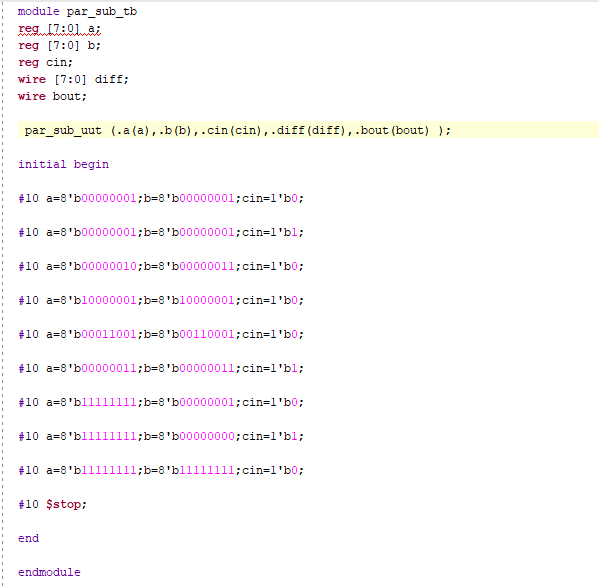 module par_sub_tb
reg [7:0] a;
reg [7:0] b;
reg cin;
wire [7:0] diff;
wire bout;
par_sub_uut (.a(a),.b(b),.cin(cin),.diff(diff),.bout(bout) );
initial begin
#10 a=8'b00000001;b=8'b00000001;cin=1'b0;
#10 a=8'b00000001;b=8'b00000001;cin=1'b1;
#10 a=8'b00000010;b=8'b00000011;cin=1'b0;
#10 a=8'b10000001;b=8'b10000001;cin=1'b0;
#10 a=8'b00011001;b=8'b00110001;cin=1'b0;
#10 a=8'b00000011;b=8'b00000011;cin=1'b1;
#10 a=8'b11111111;b=8'b00000001;cin=1'b0;
#10 a=8'b11111111;b=8'b00000000;cin=1'b1;
#10 a=8'b11111111;b=8'b11111111;cin=1'b0;
#10 $stop;
end
endmodule